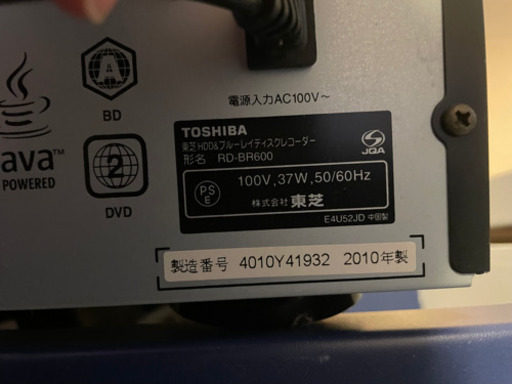 電源入力AC100V～
A
BD
ava™
POWERED
2
DVD
TOSHIBA
東芝HDD&ブルーレイディスクレコーダー
形名 RD-BR600
JQA
100V,37W,50/60Hz
PS
E
株式会社 東芝
E4U52JD 中国製
製造番号 4010Y41932 2010年製